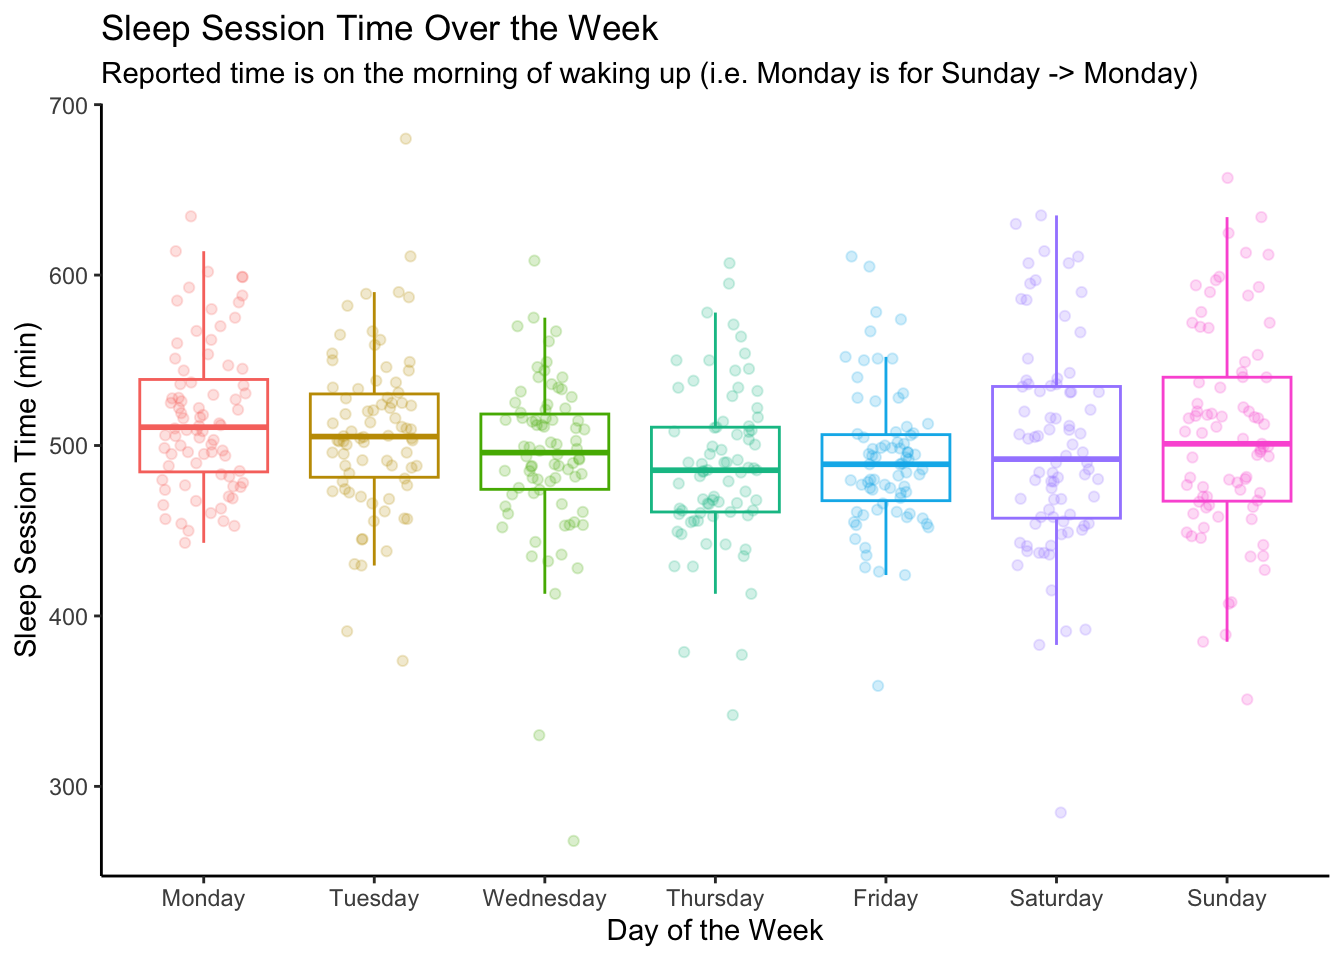 Sleep Session Time Over the Week
Reported time is on the morning of waking up (i.e. Monday is for Sunday -> Monday)
Sleep Session Time (min)
700
600
500
400
300
Monday Tuesday Wednesday Thursday Friday Saturday Sunday
Day of the Week